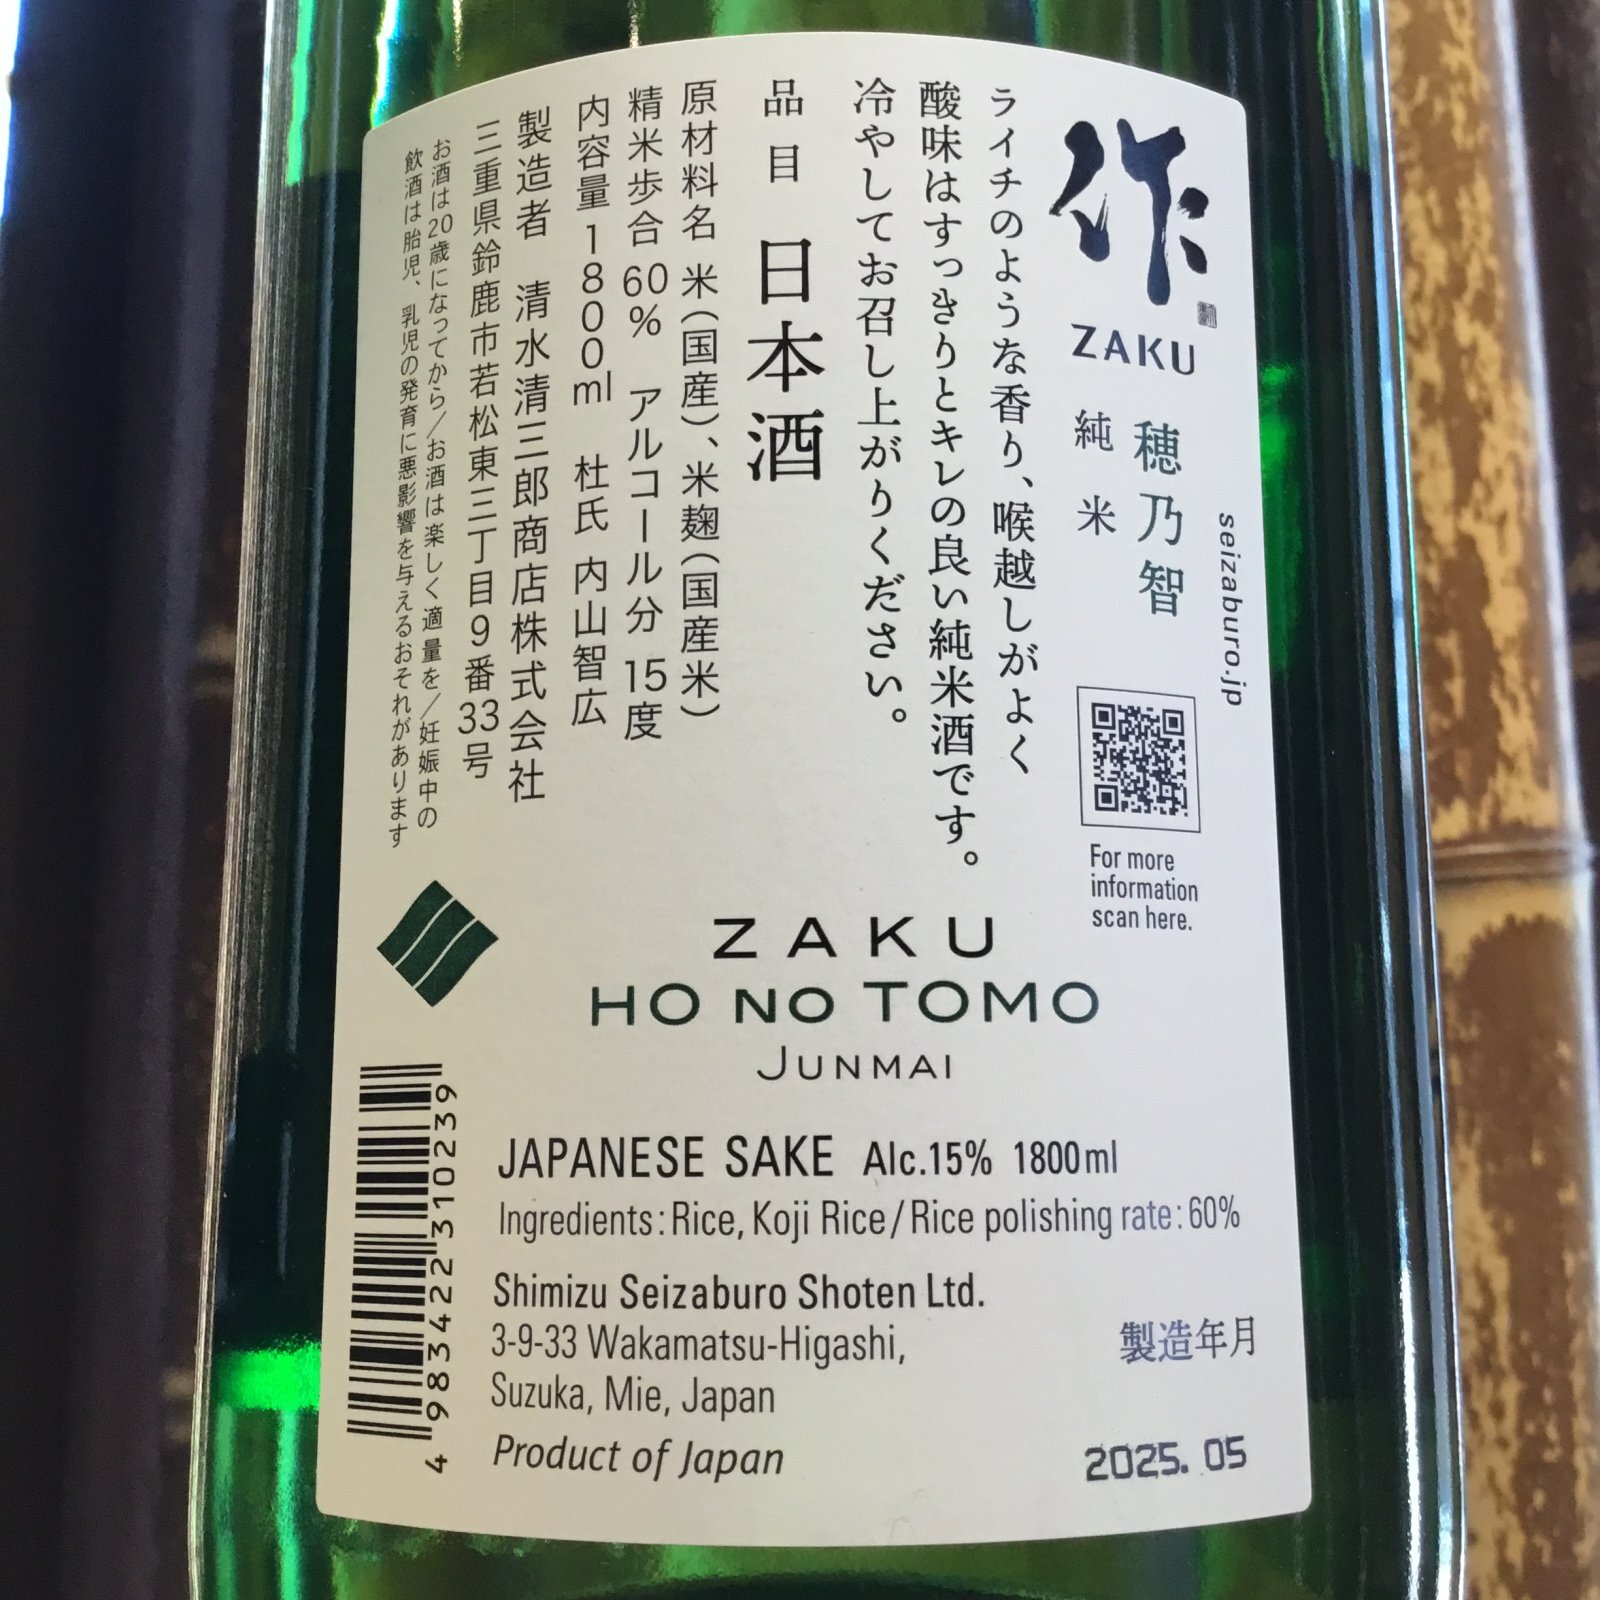 作
ZAKU
穂乃智
純米
seizaburo.jp
For more
information
scan here.
ライチのような香り、喉越しがよく
酸味はすっきりとキレの良い純米酒です。
冷やしてお召し上がりください。
品目 日本酒
原材料名 米(国産)、米麹(国産米)
精米歩合 60% アルコール分 15度
内容量 1800ml 杜氏 内山智広
製造者 清水清三郎商店株式会社
三重県鈴鹿市若松東三丁目9番33号
お酒は20歳になってから/お酒は楽しく適量を/妊娠中の
飲酒は胎児、乳児の発育に悪影響を与えるおそれがあります
ZAKU
HO NO TOMO
JUNMAI
JAPANESE SAKE Alc.15% 1800ml
Ingredients:Rice, Koji Rice/Rice polishing rate:60%
Shimizu Seizaburo Shoten Ltd.
3-9-33 Wakamatsu-Higashi,
Suzuka, Mie, Japan
Product of Japan
製造年月
2025. 05
4 983422 310239